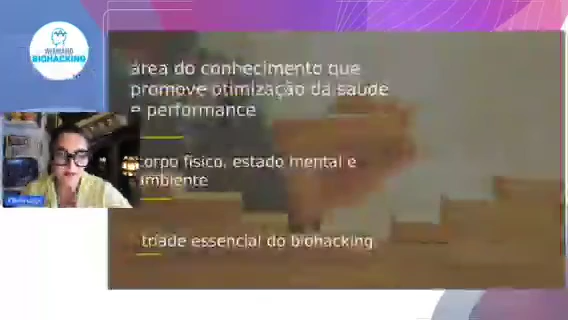 BIOHACKING
área do conhecimento que
promove otimização da saúde
e performance
corpo físico, estado mental e
ambiente
tríade essencial do biohacking